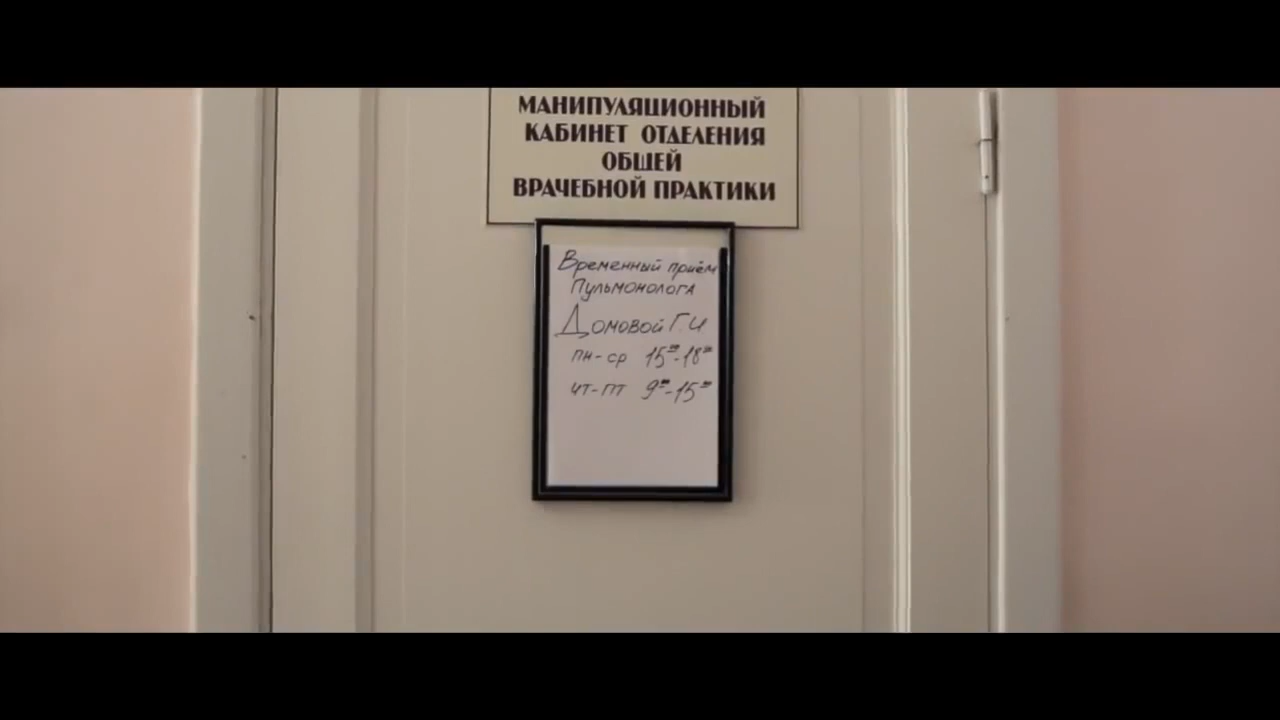 МАНИПУЛЯЦИОННЫЙ
КАБИНЕТ ОТДЕЛЕНИЯ
ОБЩЕЙ
ВРАЧЕБНОЙ ПРАКТИКИ
Временный приём
Пульмонолога
Домовой Г.И
пн-ср 15⁰⁰-18⁰⁰
чт-пт 9⁰⁰-15⁰⁰